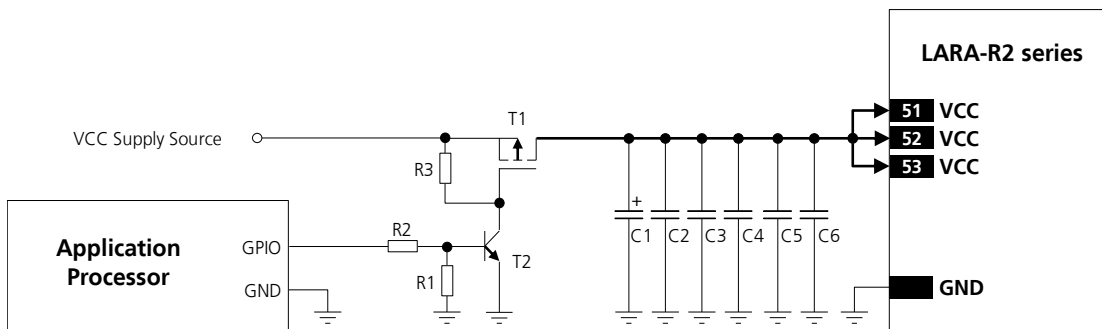 LARA-R2 series
51 VCC
T1
VCC Supply Source
52 VCC
53 VCC
R3
+
Application
Processor
GPIO
R2
C1 C2 C3 C4 C5 C6
T2
R1
GND
GND